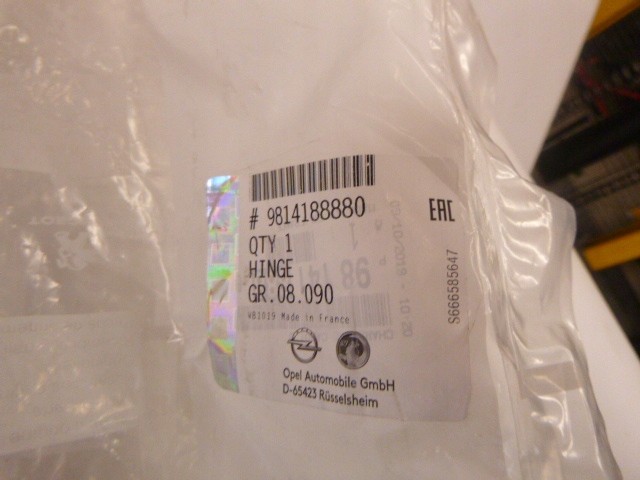 # 9814188880
EAC
QTY 1
HINGE
GR.08.090
WB1019 Made in France
S666585647
Opel Automobile GmbH
D-65423 Rüsselsheim